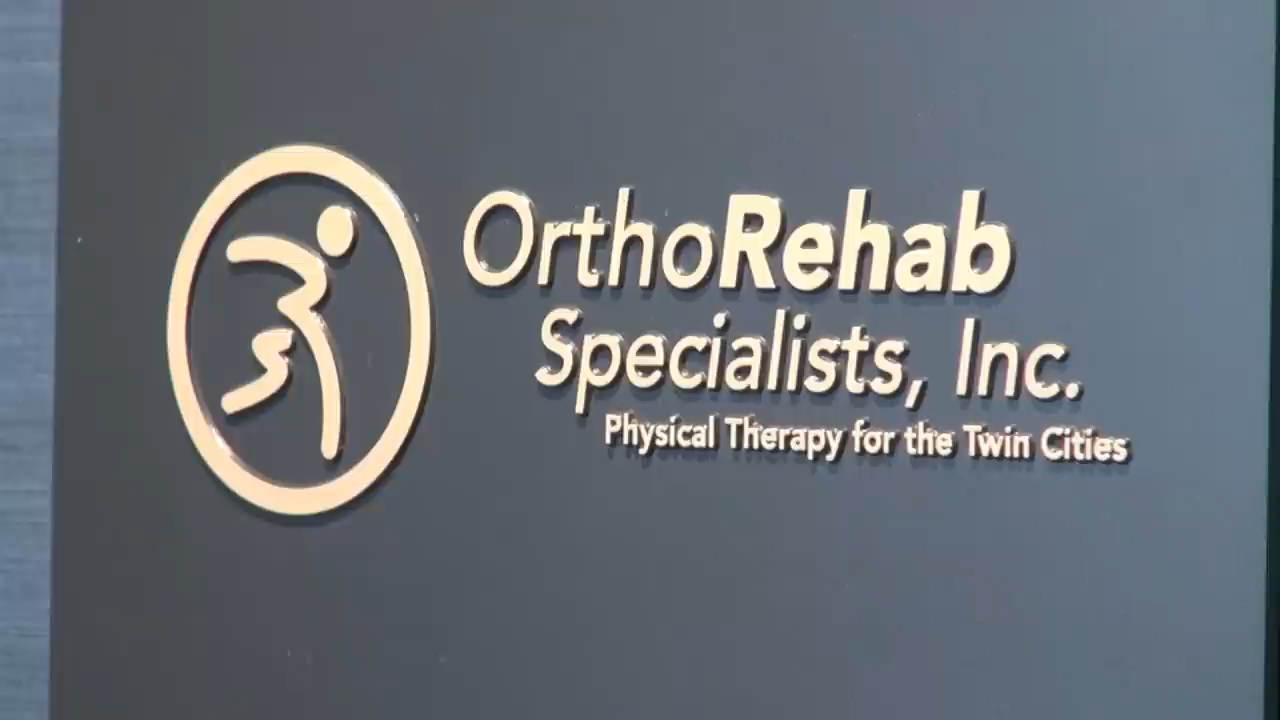 OrthoRehab
Specialists, Inc.
Physical Therapy for the Twin Cities